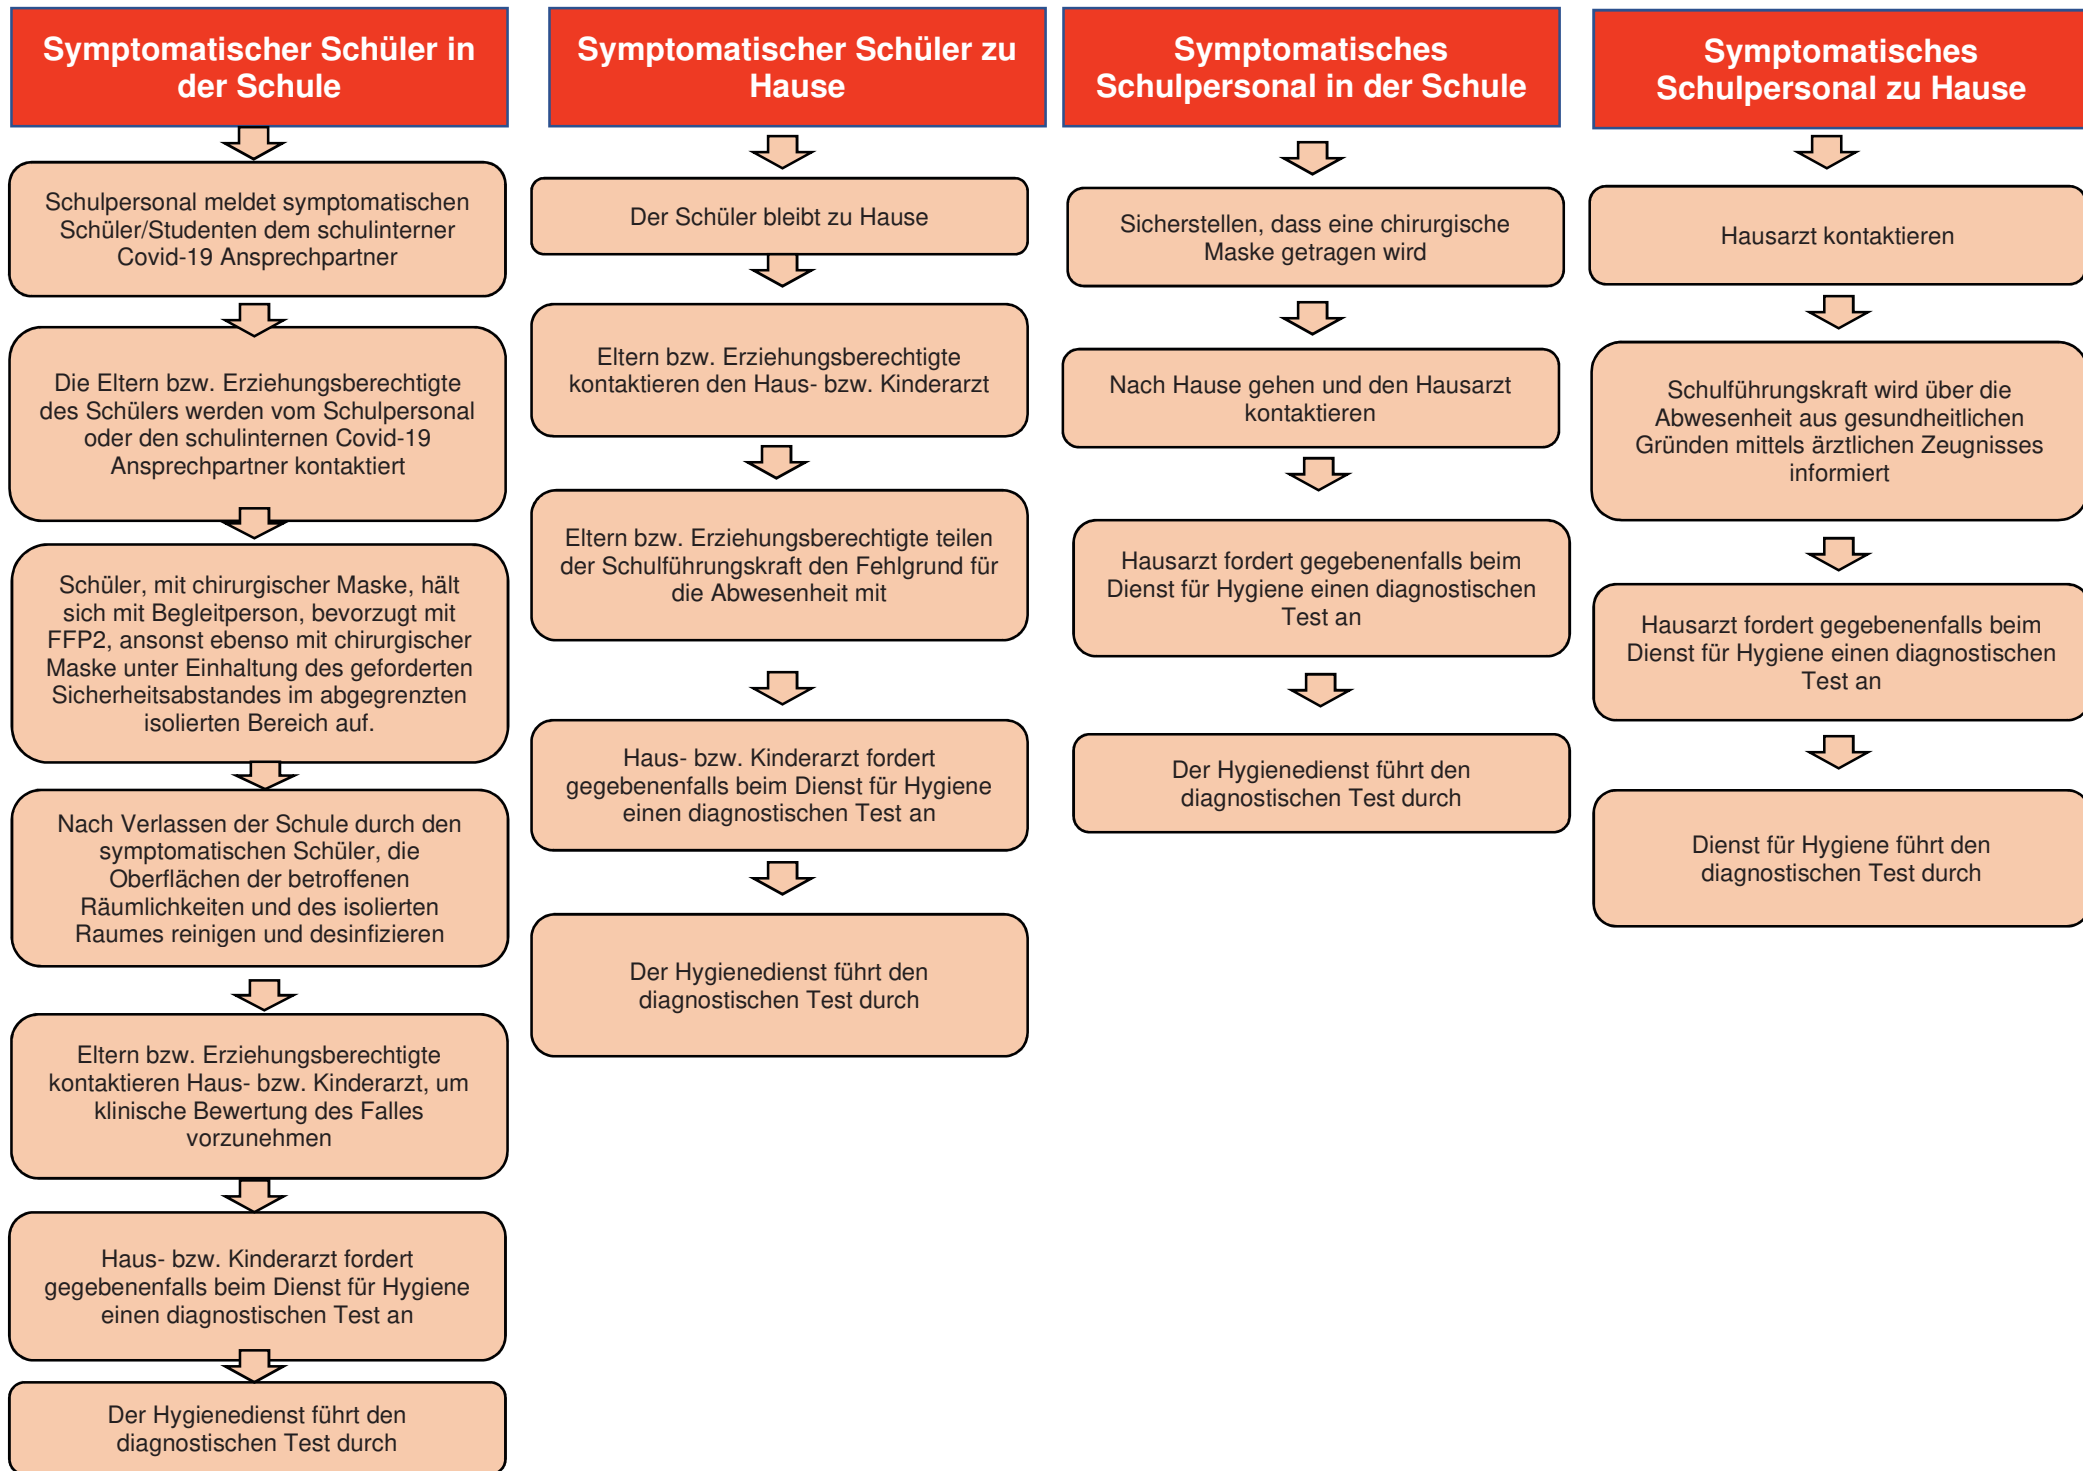 Symptomatischer Schüler in
der Schule
Schulpersonal meldet symptomatischen
Schüler/Studenten dem schulinterner
Covid-19 Ansprechpartner
Die Eltern bzw. Erziehungsberechtigte
des Schülers werden vom Schulpersonal
oder den schulinternen Covid-19
Ansprechpartner kontaktiert
Schüler, mit chirurgischer Maske, hält
sich mit Begleitperson, bevorzugt mit
FFP2, ansonst ebenso mit chirurgischer
Maske unter Einhaltung des geforderten
Sicherheitsabstandes im abgegrenzten
isolierten Bereich auf.
Nach Verlassen der Schule durch den
symptomatischen Schüler, die
Oberflächen der betroffenen
Räumlichkeiten und des isolierten
Raumes reinigen und desinfizieren
Eltern bzw. Erziehungsberechtigte
kontaktieren Haus- bzw. Kinderarzt, um
klinische Bewertung des Falles
vorzunehmen
Haus- bzw. Kinderarzt fordert
gegebenenfalls beim Dienst für Hygiene
einen diagnostischen Test an
Der Hygienedienst führt den
diagnostischen Test durch
Symptomatischer Schüler zu
Hause
Der Schüler bleibt zu Hause
Eltern bzw. Erziehungsberechtigte
kontaktieren den Haus- bzw. Kinderarzt
Eltern bzw. Erziehungsberechtigte teilen
der Schulführungskraft den Fehlgrund für
die Abwesenheit mit
Haus- bzw. Kinderarzt fordert
gegebenenfalls beim Dienst für Hygiene
einen diagnostischen Test an
Der Hygienedienst führt den
diagnostischen Test durch
Symptomatisches
Schulpersonal in der Schule
Sicherstellen, dass eine chirurgische
Maske getragen wird
Nach Hause gehen und den Hausarzt
kontaktieren
Hausarzt fordert gegebenenfalls beim
Dienst für Hygiene einen diagnostischen
Test an
Der Hygienedienst führt den
diagnostischen Test durch
Symptomatisches
Schulpersonal zu Hause
Hausarzt kontaktieren
Schulführungskraft wird über die
Abwesenheit aus gesundheitlichen
Gründen mittels ärztlichen Zeugnisses
informiert
Hausarzt fordert gegebenenfalls beim
Dienst für Hygiene einen diagnostischen
Test an
Dienst für Hygiene führt den
diagnostischen Test durch